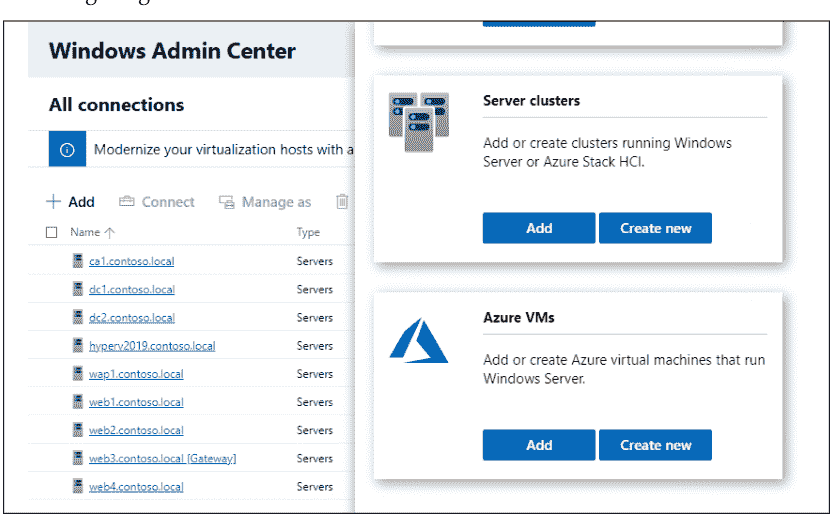 Windows Admin Center
All connections
Modernize your virtualization hosts with a
Add Connect Manage as
Name Type
ca1.contoso.local Servers
dc1.contoso.local Servers
dc2.contoso.local Servers
hyperv2019.contoso.local Servers
wap1.contoso.local Servers
web1.contoso.local Servers
web2.contoso.local Servers
web3.contoso.local [Gateway] Servers
web4.contoso.local Servers
Server clusters
Add or create clusters running Windows
Server or Azure Stack HCI.
Add Create new
Azure VMs
Add or create Azure virtual machines that run
Windows Server.
Add Create new